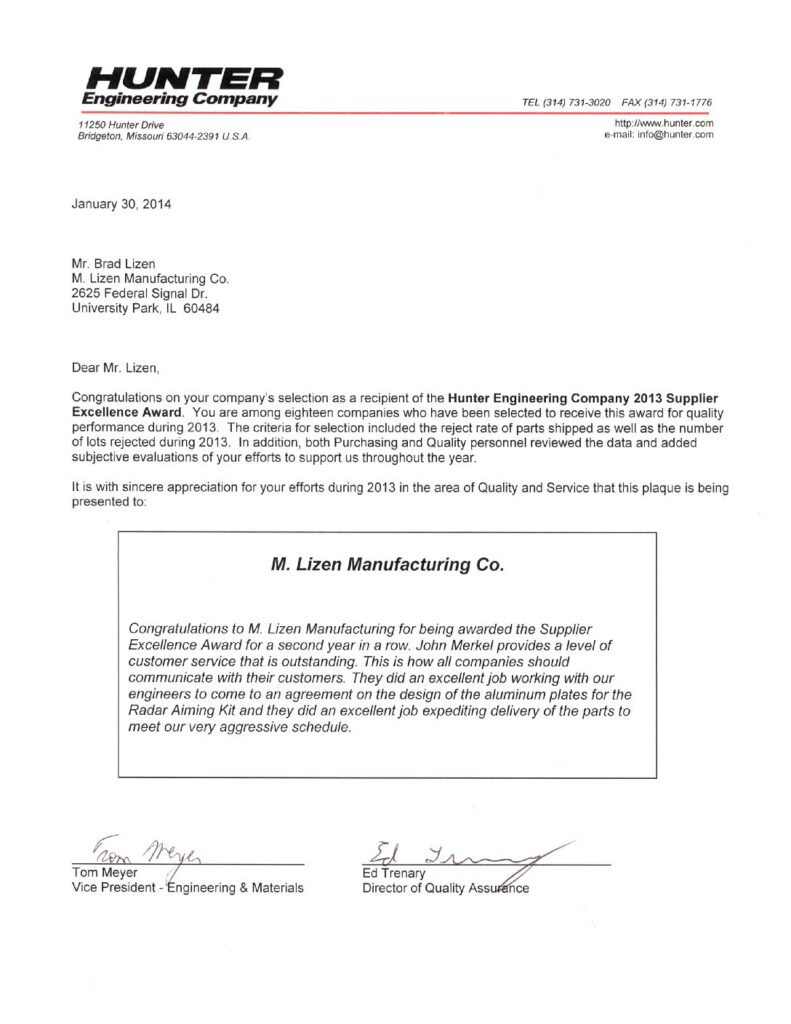 HUNTER
Engineering Company
TEL (314) 731-3020 FAX (314) 731-1776
11250 Hunter Drive
Bridgeton, Missouri 63044-2391 U.S.A.
http://www.hunter.com
e-mail: info@hunter.com
January 30, 2014
Mr. Brad Lizen
M. Lizen Manufacturing Co.
2625 Federal Signal Dr.
University Park, IL 60484
Dear Mr. Lizen,
Congratulations on your company's selection as a recipient of the Hunter Engineering Company 2013 Supplier
Excellence Award. You are among eighteen companies who have been selected to receive this award for quality
performance during 2013. The criteria for selection included the reject rate of parts shipped as well as the number
of lots rejected during 2013. In addition, both Purchasing and Quality personnel reviewed the data and added
subjective evaluations of your efforts to support us throughout the year.
It is with sincere appreciation for your efforts during 2013 in the area of Quality and Service that this plaque is being
presented to:
M. Lizen Manufacturing Co.
Congratulations to M. Lizen Manufacturing for being awarded the Supplier
Excellence Award for a second year in a row. John Merkel provides a level of
customer service that is outstanding. This is how all companies should
communicate with their customers. They did an excellent job working with our
engineers to come to an agreement on the design of the aluminum plates for the
Radar Aiming Kit and they did an excellent job expediting delivery of the parts to
meet our very aggressive schedule.
Tom Meyer
Ed Trenary
Tom Meyer
Vice President - Engineering & Materials
Ed Trenary
Director of Quality Assurance